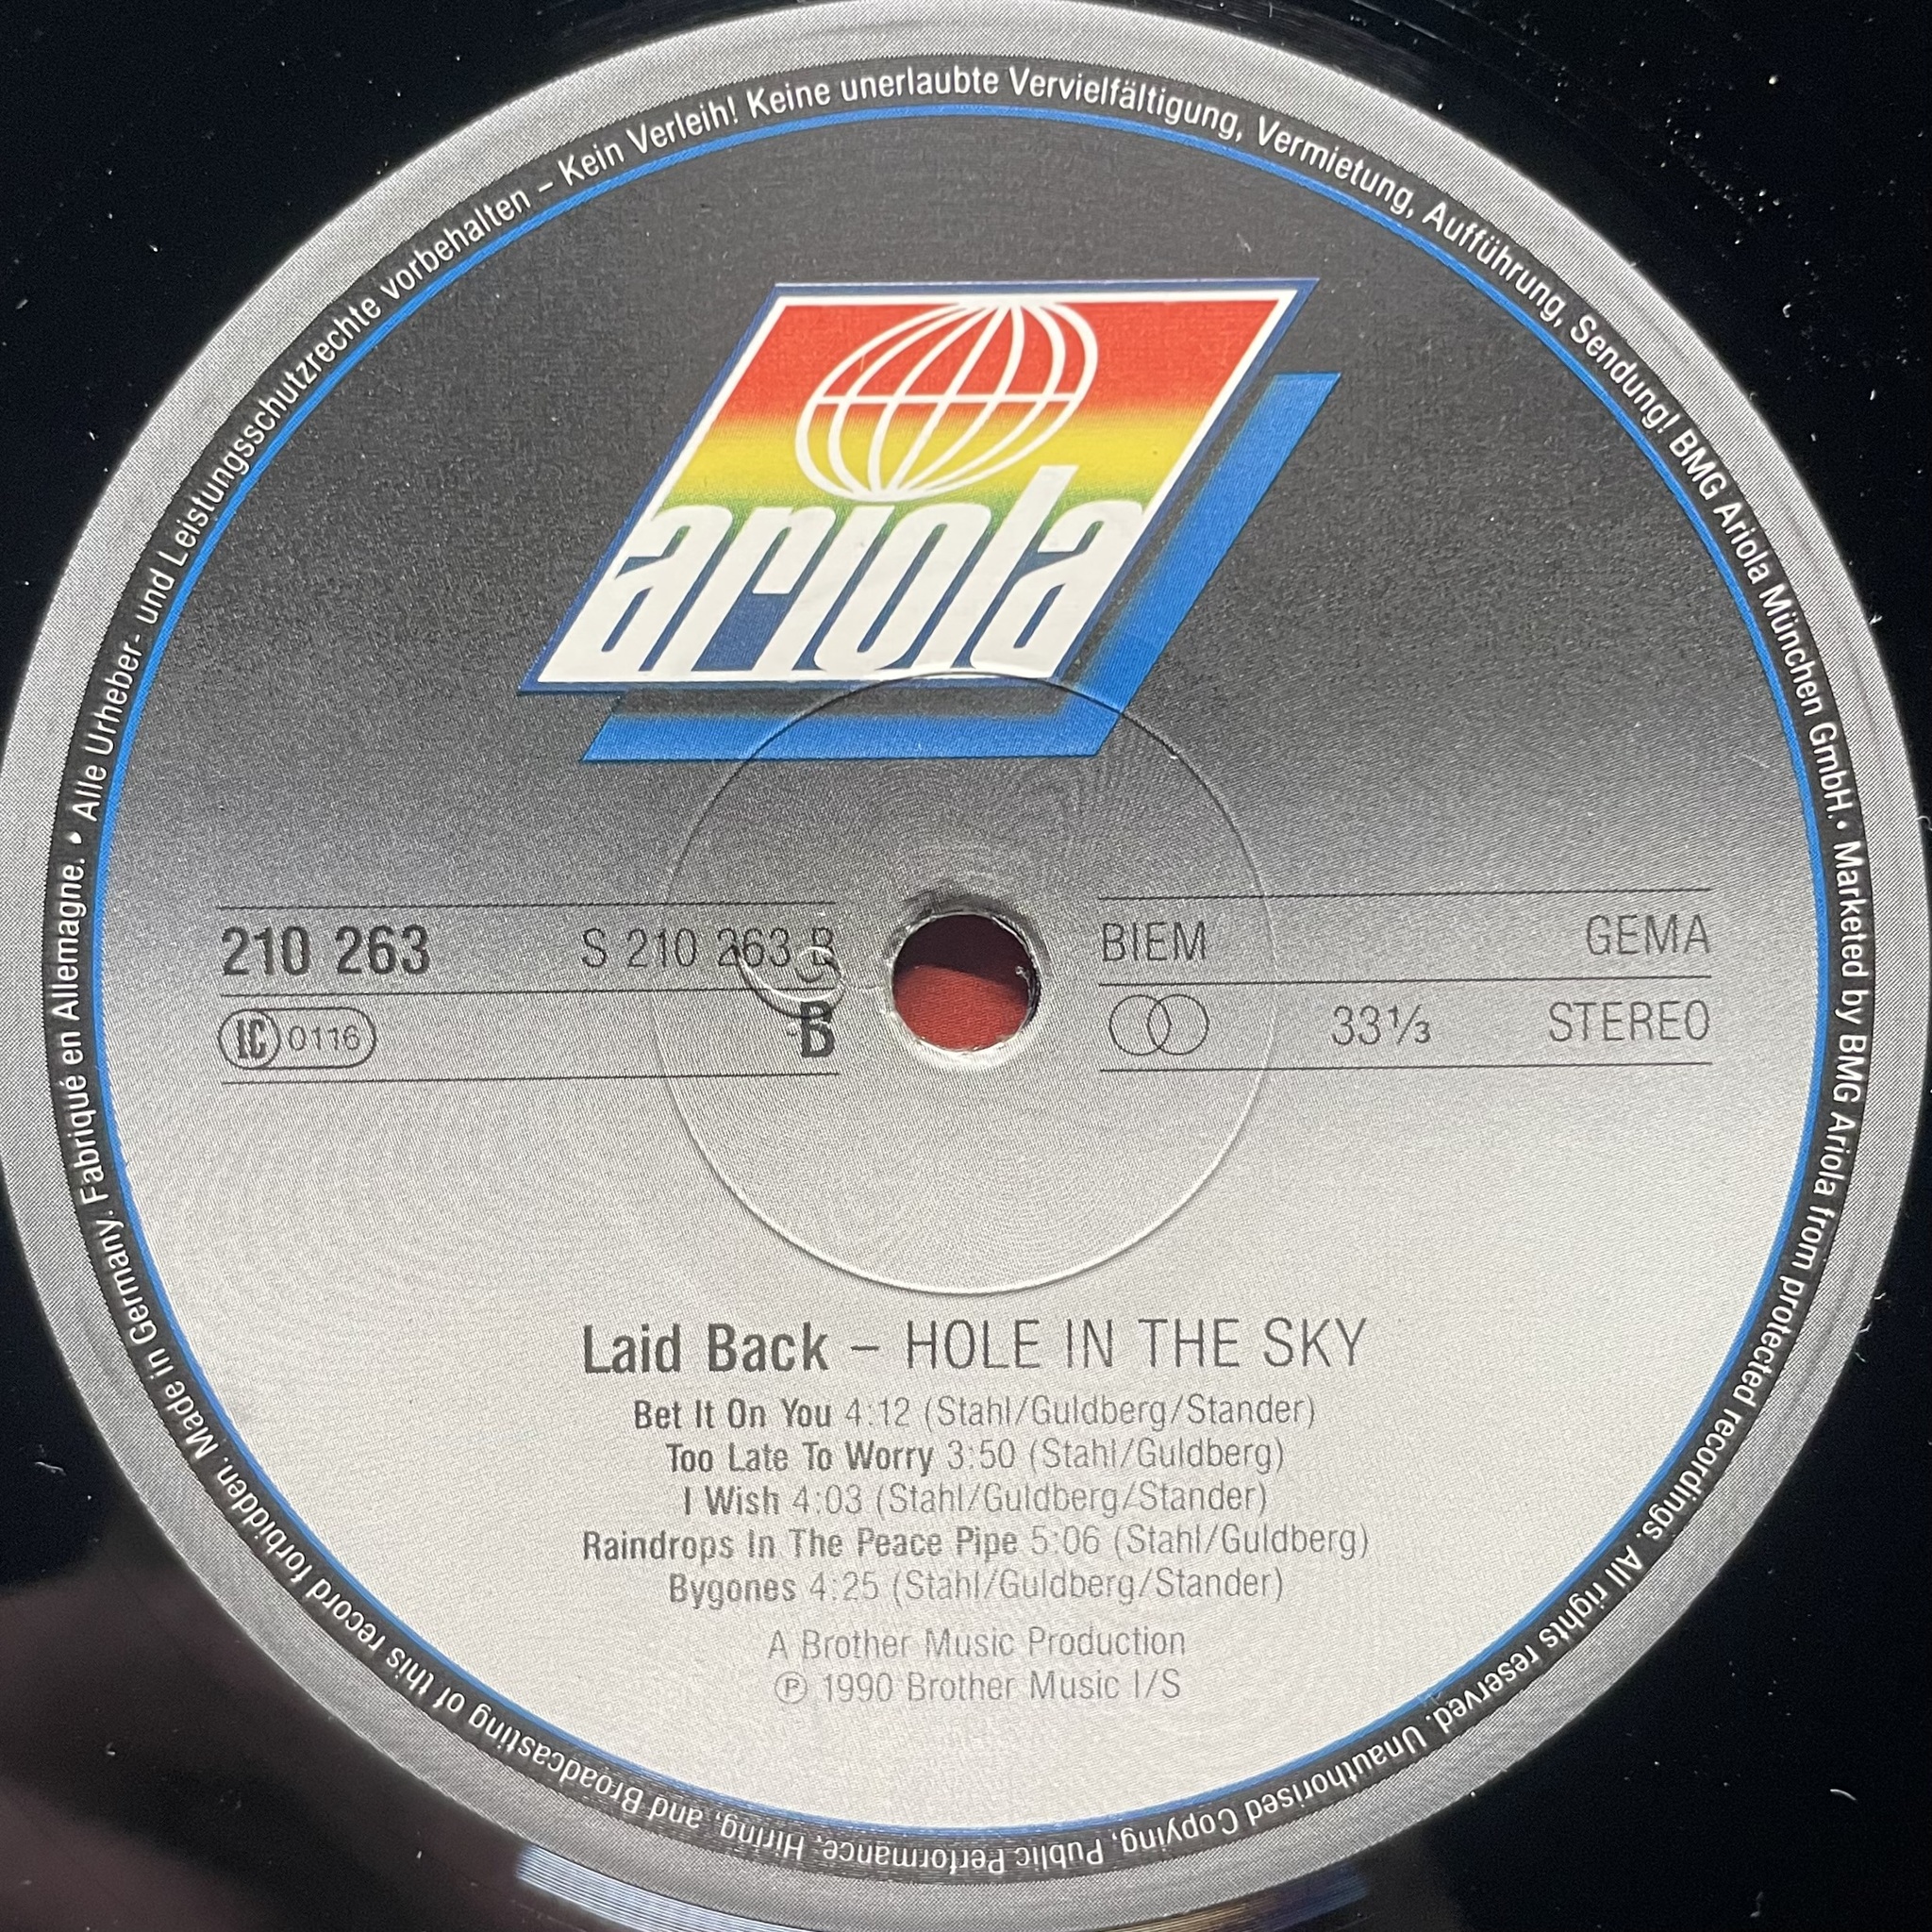 • Alle Urheber- und Leistungsschutzrechte vorbehalten – Kein Verleih! Keine unerlaubte Vervielfältigung, Vermietung, Aufführung, Sendung! BMG Ariola München GmbH. • Marketed by BMG Ariola from protected recordings. All rights reserved. Unauthorised Copying, Public Performance, Hiring, and Broadcasting of this record forbidden. Made in Germany. Fabriqué en Allemagne.
ariola
210 263 S 210 263 B BIEM GEMA
LC 0116 B 33⅓ STEREO
Laid Back – HOLE IN THE SKY
Bet It On You 4:12 (Stahl/Guldberg/Stander)
Too Late To Worry 3:50 (Stahl/Guldberg)
I Wish 4:03 (Stahl/Guldberg/Stander)
Raindrops In The Peace Pipe 5:06 (Stahl/Guldberg)
Bygones 4:25 (Stahl/Guldberg/Stander)
A Brother Music Production
℗ 1990 Brother Music I/S